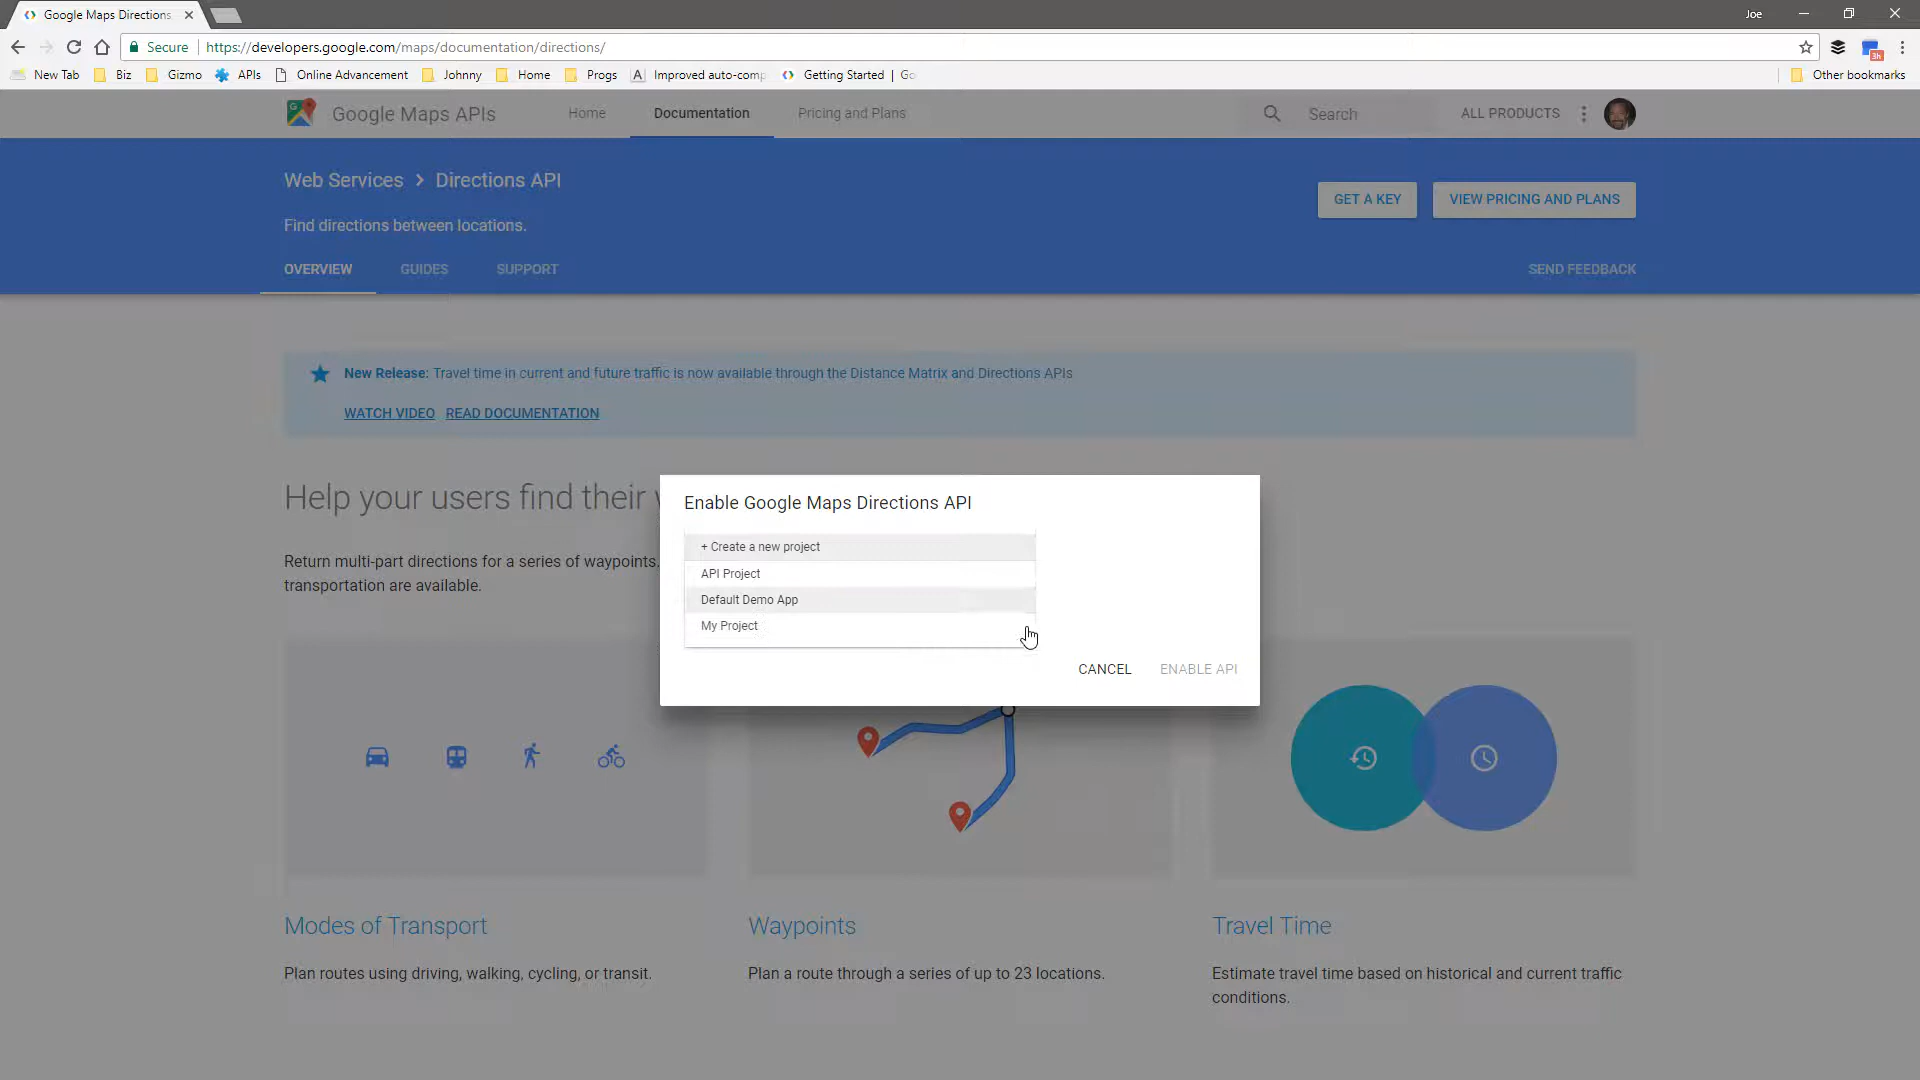 Google Maps Directions
Joe
Secure https://developers.google.com/maps/documentation/directions/
3h
New Tab Biz Gizmo APIs Online Advancement Johnny Home Progs A Improved auto-comp Getting Started | Go Other bookmarks
Google Maps APIs Home Documentation Pricing and Plans Search ALL PRODUCTS
Web Services > Directions API
GET A KEY VIEW PRICING AND PLANS
Find directions between locations.
OVERVIEW GUIDES SUPPORT SEND FEEDBACK
New Release: Travel time in current and future traffic is now available through the Distance Matrix and Directions APIs
WATCH VIDEO READ DOCUMENTATION
Help your users find their
Return multi-part directions for a series of waypoints.
transportation are available.
Enable Google Maps Directions API
+ Create a new project
API Project
Default Demo App
My Project
CANCEL ENABLE API
Modes of Transport
Plan routes using driving, walking, cycling, or transit.
Waypoints
Plan a route through a series of up to 23 locations.
Travel Time
Estimate travel time based on historical and current traffic
conditions.